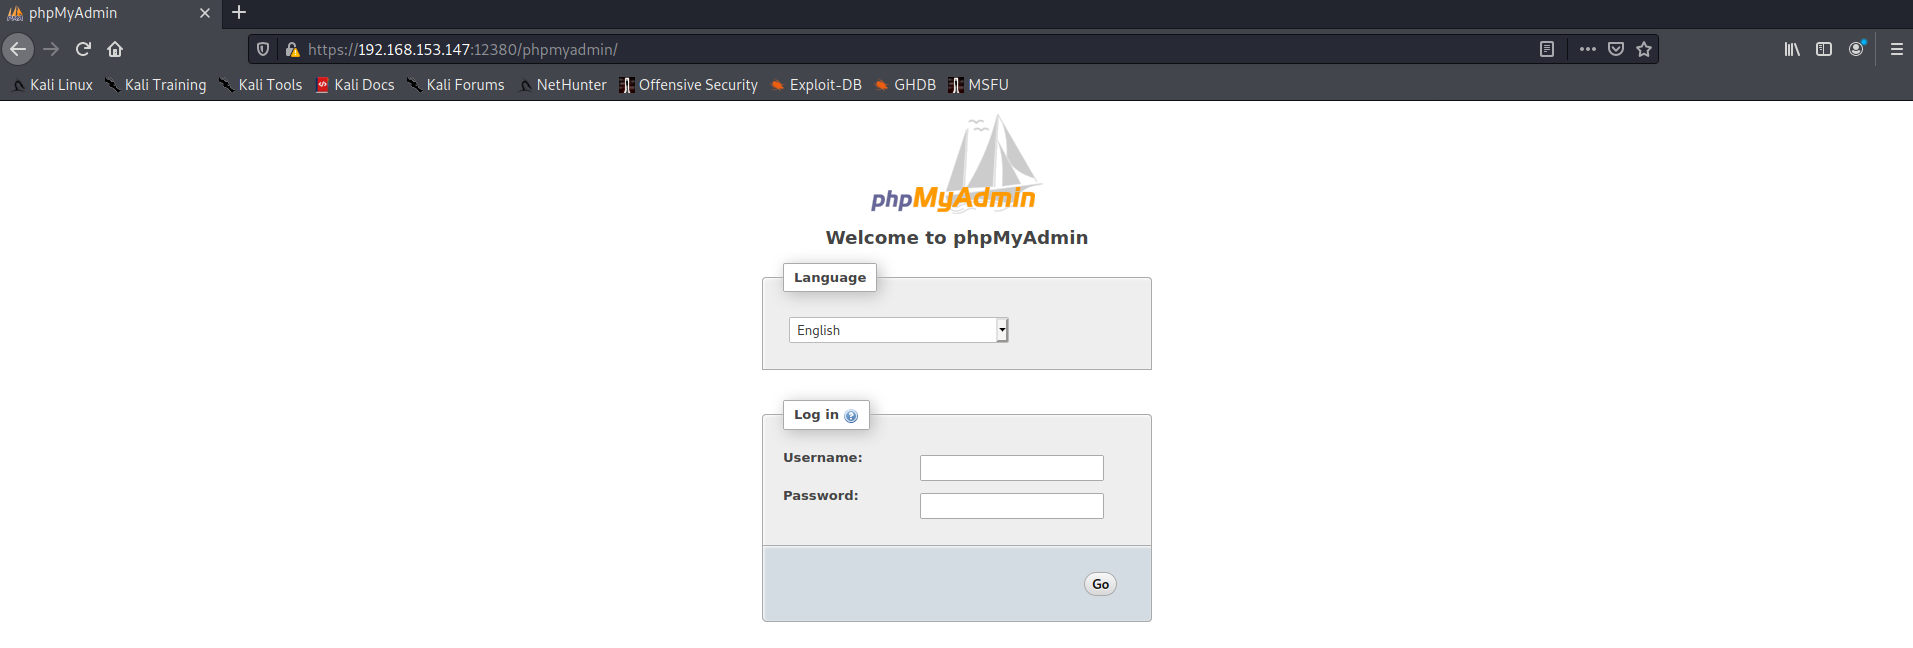 phpMyAdmin
https://192.168.153.147:12380/phpmyadmin/
Kali Linux Kali Training Kali Tools Kali Docs Kali Forums NetHunter Offensive Security Exploit-DB GHDB MSFU
phpMyAdmin
Welcome to phpMyAdmin
Language
English
Log in
Username:
Password:
Go